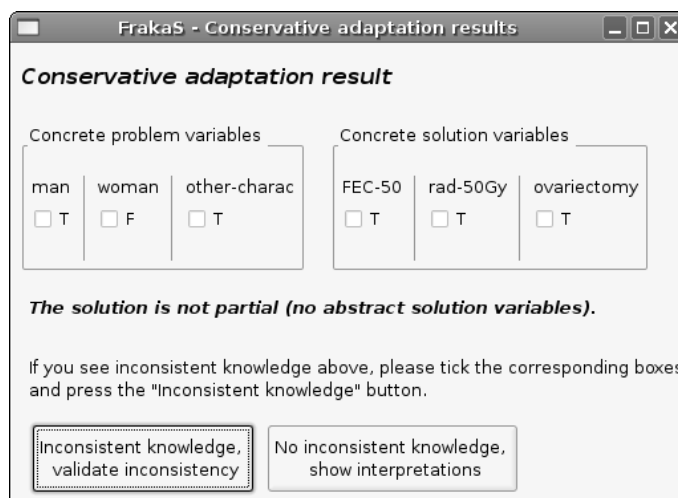 FrakaS - Conservative adaptation results
Conservative adaptation result
Concrete problem variables Concrete solution variables
man woman other-charac FEC-50 rad-50Gy ovariectomy
T F T T T T
The solution is not partial (no abstract solution variables).
If you see inconsistent knowledge above, please tick the corresponding boxes
and press the "Inconsistent knowledge" button.
Inconsistent knowledge, No inconsistent knowledge,
validate inconsistency show interpretations